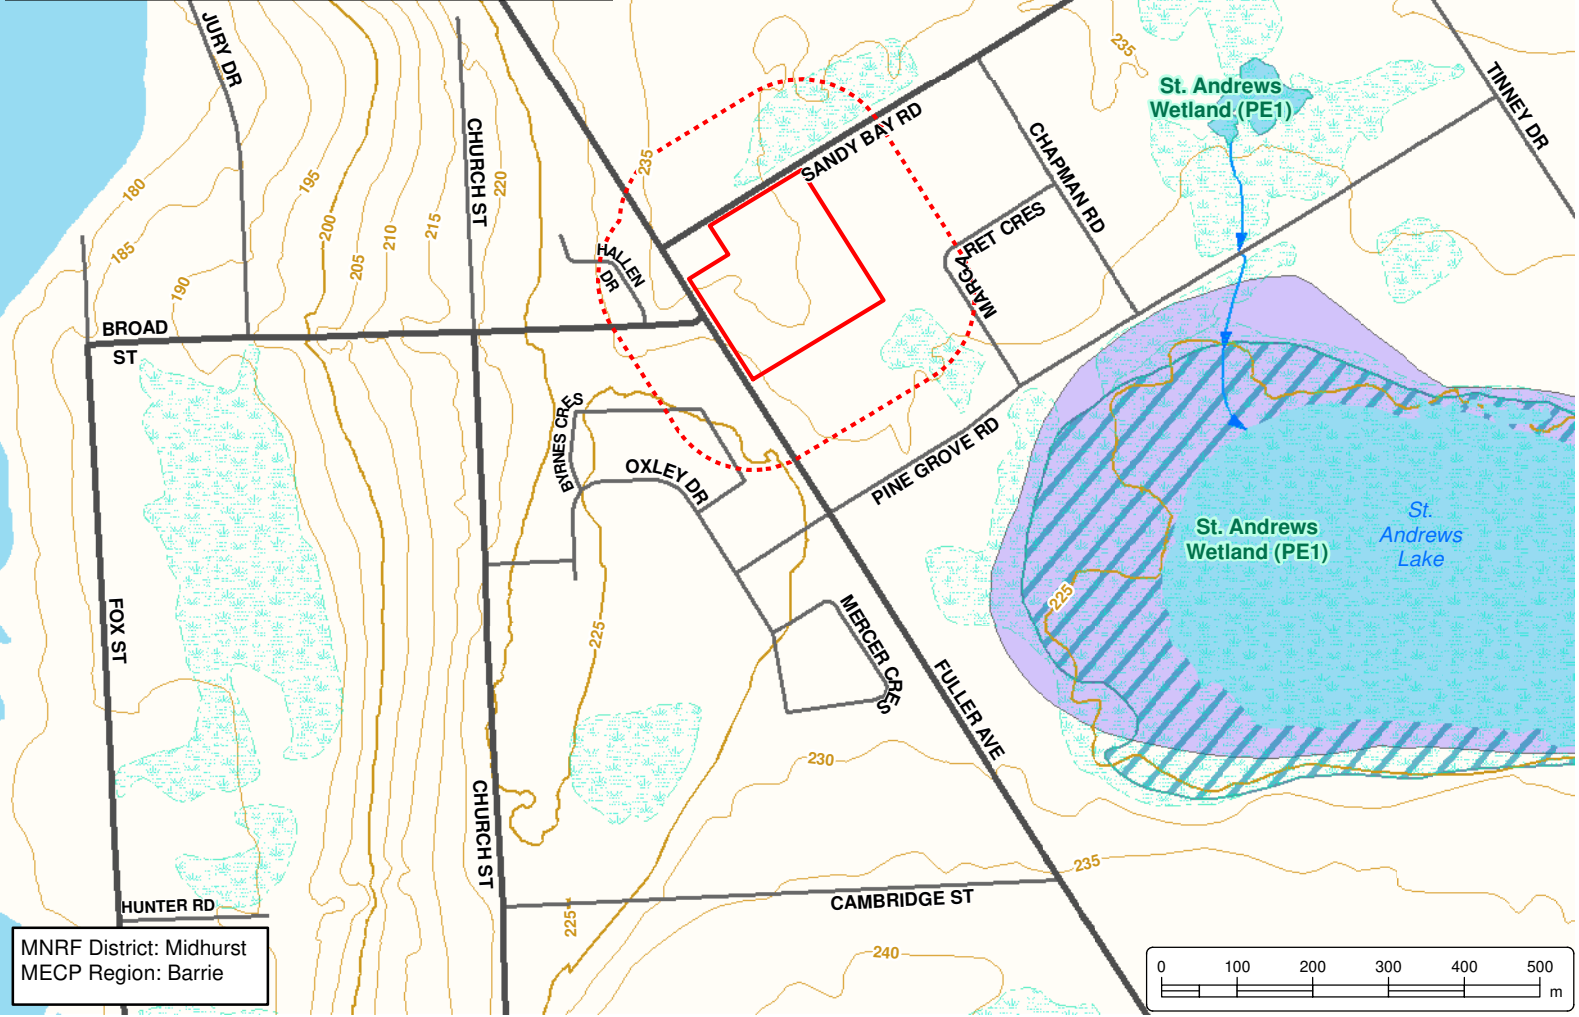 JURY DR
235
St. Andrews
Wetland (PE1)
TINNEY DR
CHURCH ST
SANDY BAY RD
CHAPMAN RD
235
180
195
220
200
215
210
185
205
190
HALLEN
DR
MARGARET CRES
BROAD
ST
BYRNES CRES
OXLEY DR
PINE GROVE RD
St. Andrews
Wetland (PE1)
St.
Andrews
Lake
225
225
FOX ST
MERCER CRES
FULLER AVE
230
CHURCH ST
235
CAMBRIDGE ST
225
HUNTER RD
240
MNRF District: Midhurst
MECP Region: Barrie
0 100 200 300 400 500
m